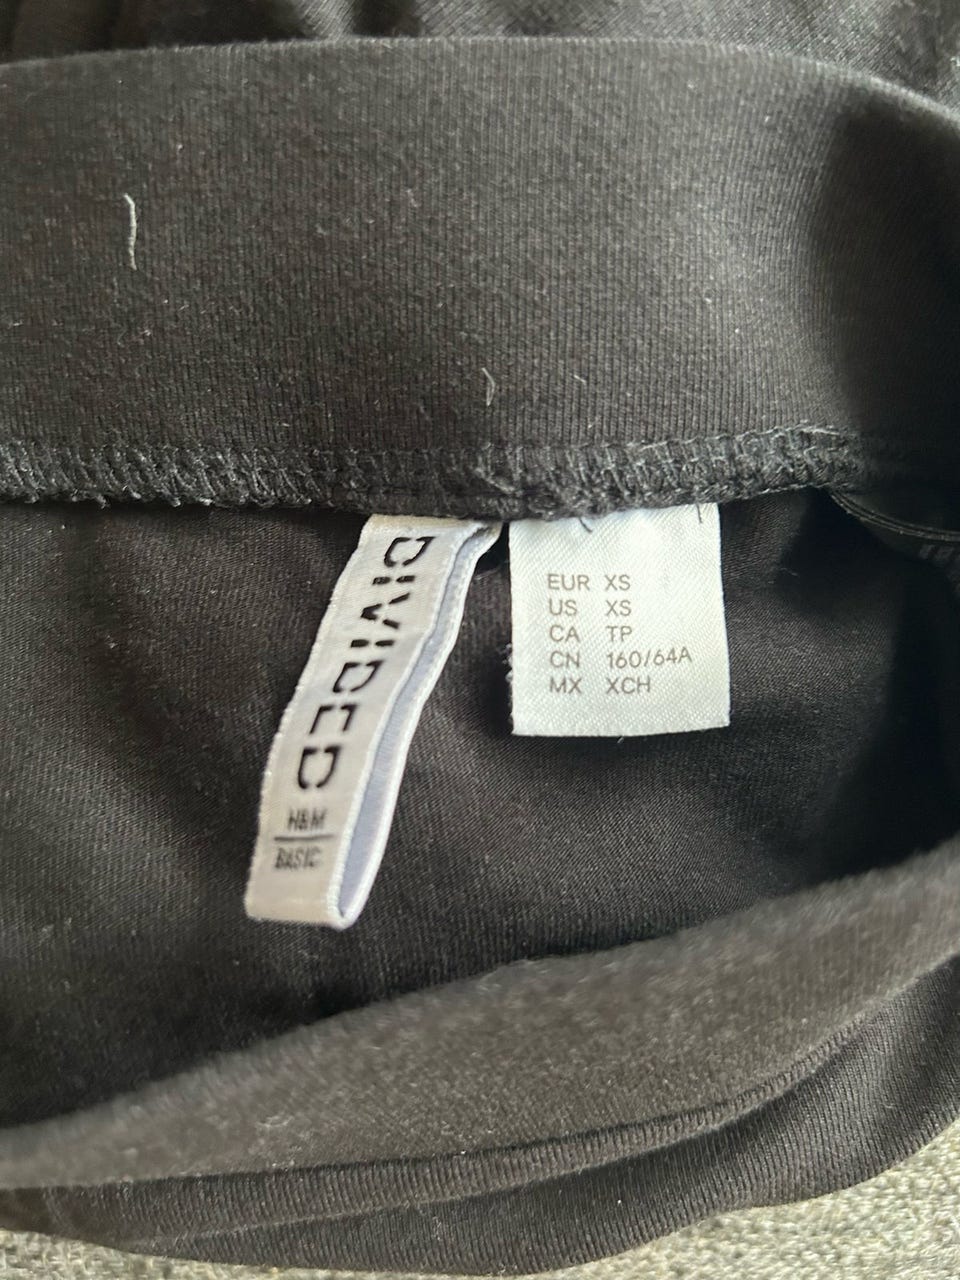 DIVIDED
H&M
BASIC
EUR XS
US XS
CA TP
CN 160/64A
MX XCH